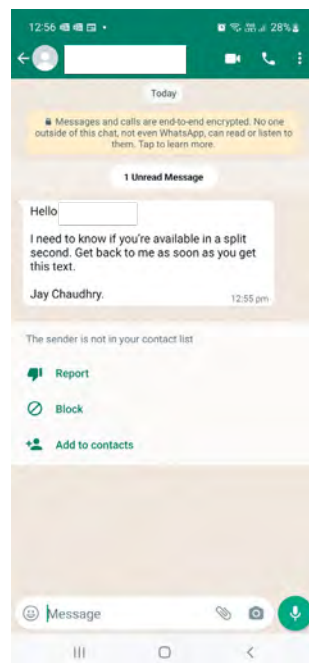 12:56
28%
Today
Messages and calls are end-to-end encrypted. No one
outside of this chat, not even WhatsApp, can read or listen to
them. Tap to learn more.
1 Unread Message
Hello
I need to know if you're available in a split
second. Get back to me as soon as you get
this text.
Jay Chaudhry.
12:55 pm
The sender is not in your contact list
Report
Block
Add to contacts
Message